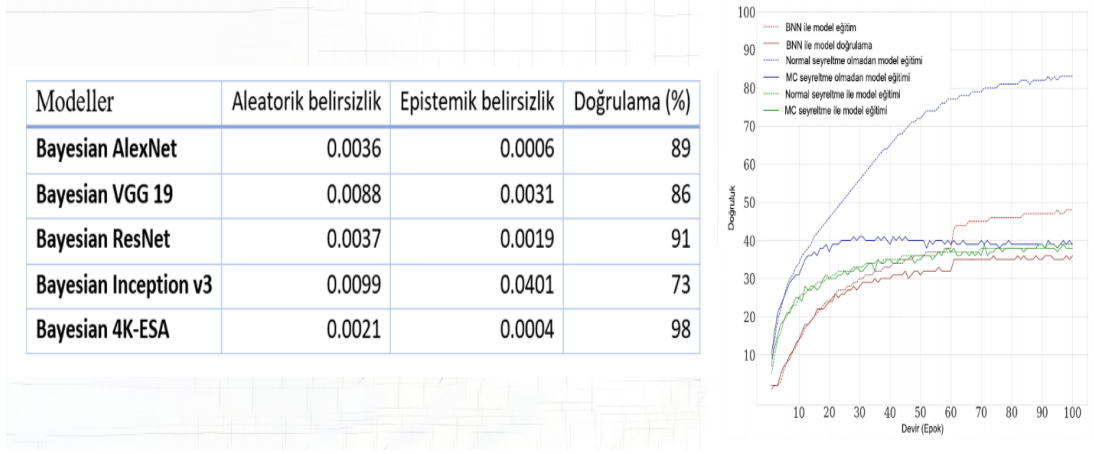 Modeller Aleatorik belirsizlik Epistemik belirsizlik Doğrulama (%)
Bayesian AlexNet 0.0036 0.0006 89
Bayesian VGG 19 0.0088 0.0031 86
Bayesian ResNet 0.0037 0.0019 91
Bayesian Inception v3 0.0099 0.0401 73
Bayesian 4K-ESA 0.0021 0.0004 98
BNN ile model eğitim
BNN ile model doğrulama
Normal seyreltme olmadan model eğitimi
MC seyreltme olmadan model eğitimi
Normal seyreltme ile model eğitimi
MC seyreltme ile model eğitimi
Doğruluk
100
90
80
70
60
50
40
30
20
10
10 20 30 40 50 60 70 80 90 100
Devir (Epok)